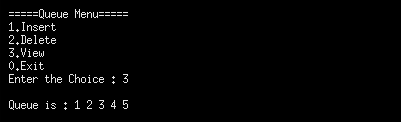 =====Queue Menu=====
1.Insert
2.Delete
3.View
0.Exit
Enter the Choice : 3
Queue is : 1 2 3 4 5